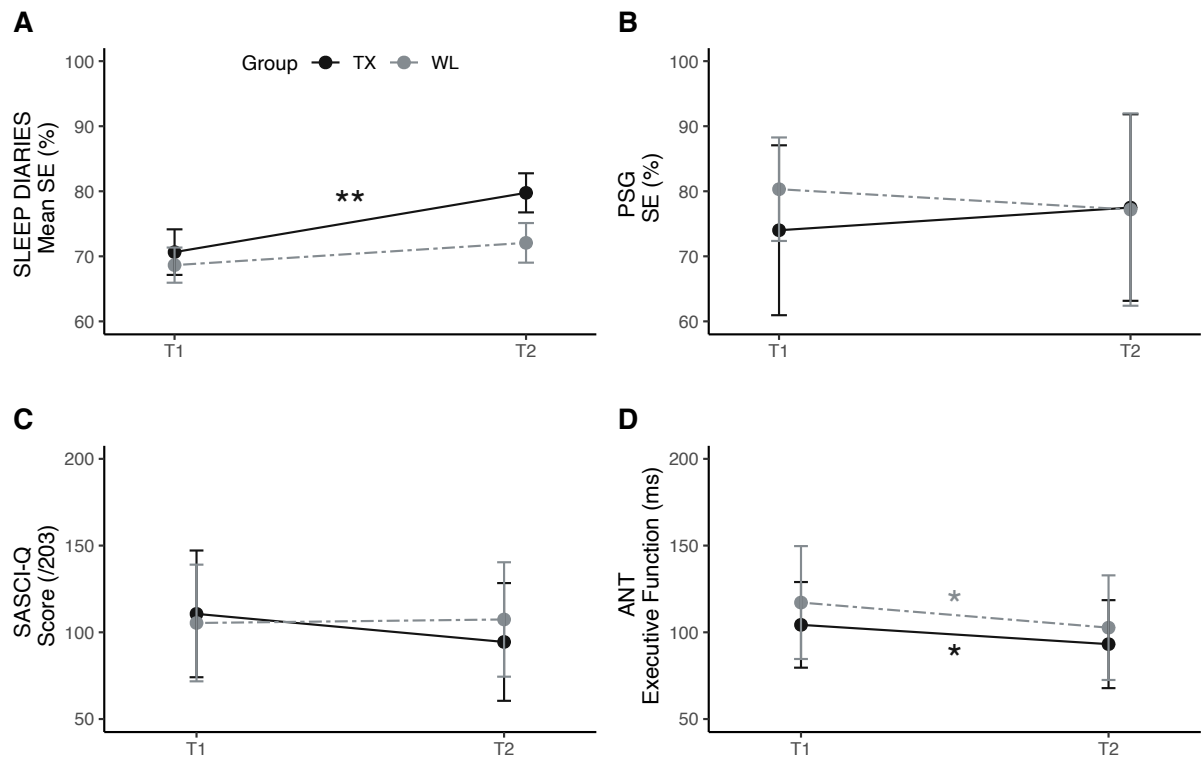 A
SLEEP DIARIES
Mean SE (%)
100
90
80
70
60
Group TX WL
**
T1 T2
B
PSG
SE (%)
100
90
80
70
60
T1 T2
C
SASCI-Q
Score (/203)
200
150
100
50
T1 T2
D
ANT
Executive Function (ms)
200
150
100
50
*
*
T1 T2